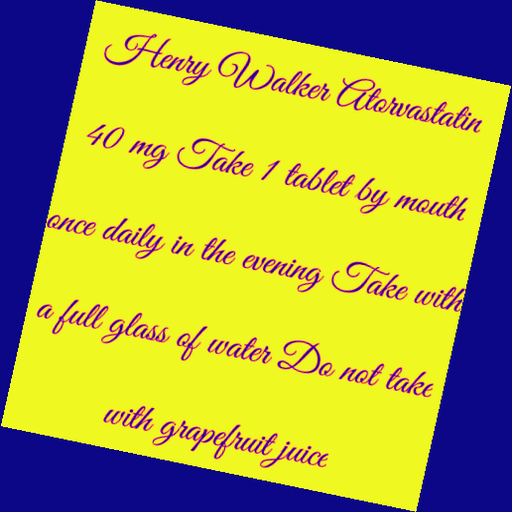 Henry Walker Atorvastatin
40 mg Take 1 tablet by mouth
once daily in the evening Take with
a full glass of water Do not take
with grapefruit juice